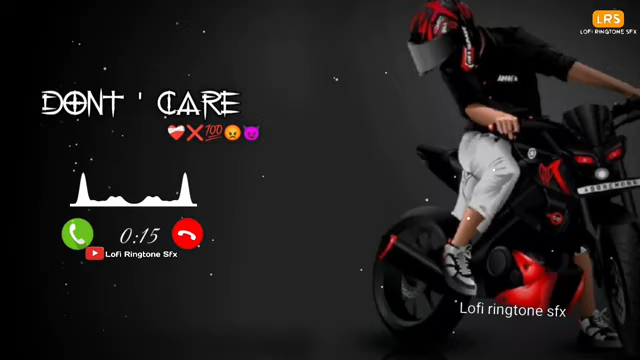 LRS
LOFI RINGTONE SFX
DONT ' CARE
❤️‍🩹❌💯😡😈
0:15
Lofi Ringtone Sfx
Lofi ringtone sfx